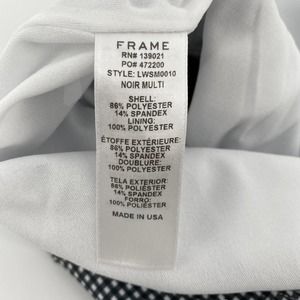 FRAME
RN# 139021
PO# 472200
STYLE: LWSM0010
NOIR MULTI
SHELL:
86% POLYESTER
14% SPANDEX
LINING:
100% POLYESTER
ÉTOFFE EXTÉRIEURE:
86% POLYESTER
14% SPANDEX
DOUBLURE:
100% POLYESTER
TELA EXTERIOR:
86% POLIÉSTER
14% SPANDEX
FORRO:
100% POLIÉSTER
MADE IN USA